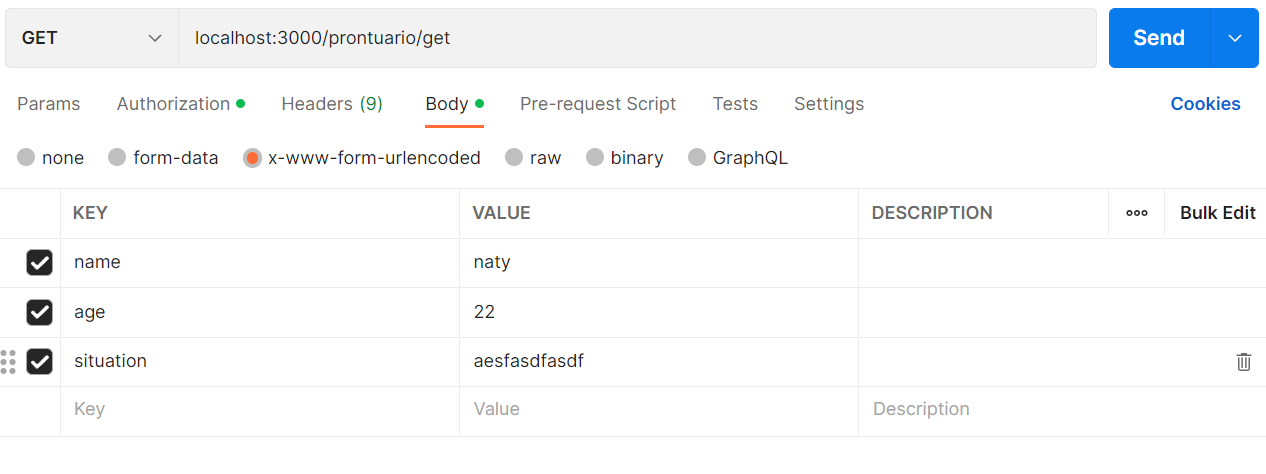 GET localhost:3000/prontuario/get Send
Params Authorization Headers (9) Body Pre-request Script Tests Settings Cookies
none form-data x-www-form-urlencoded raw binary GraphQL
KEY VALUE DESCRIPTION Bulk Edit
name naty
age 22
situation aesfasdfasdf
Key Value Description